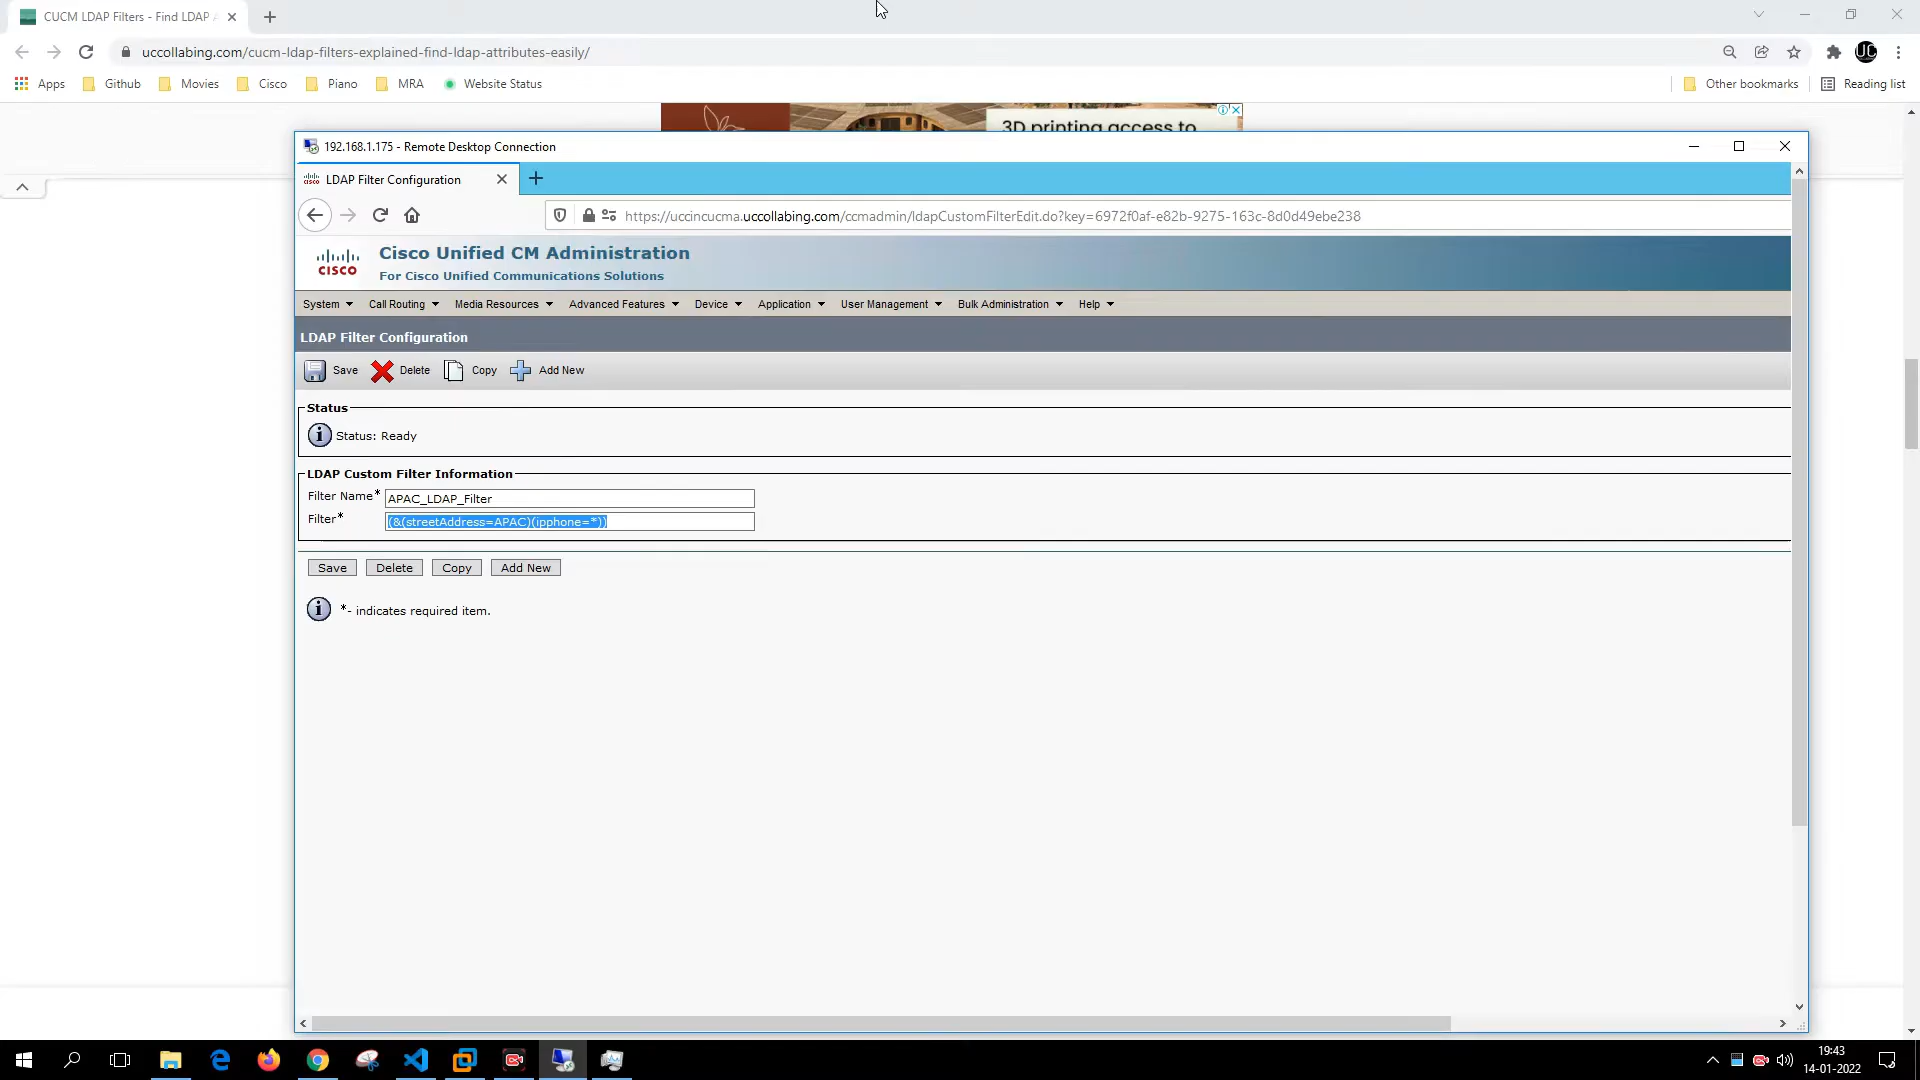 CUCM LDAP Filters - Find LDAP
uccollabing.com/cucm-ldap-filters-explained-find-ldap-attributes-easily/
UC
Apps
Github
Movies
Cisco
Piano
MRA
Website Status
Other bookmarks
Reading list
3D printing access to
192.168.1.175 - Remote Desktop Connection
LDAP Filter Configuration
https://uccincucma.uccollabing.com/ccmadmin/ldapCustomFilterEdit.do?key=6972f0af-e82b-9275-163c-8d0d49ebe238
CISCO
Cisco Unified CM Administration
For Cisco Unified Communications Solutions
System
Call Routing
Media Resources
Advanced Features
Device
Application
User Management
Bulk Administration
Help
LDAP Filter Configuration
Save
Delete
Copy
Add New
Status
Status: Ready
LDAP Custom Filter Information
Filter Name*
APAC_LDAP_Filter
Filter*
(&(streetAddress=APAC)(ipphone=*))
Save
Delete
Copy
Add New
*- indicates required item.
19:43
14-01-2022